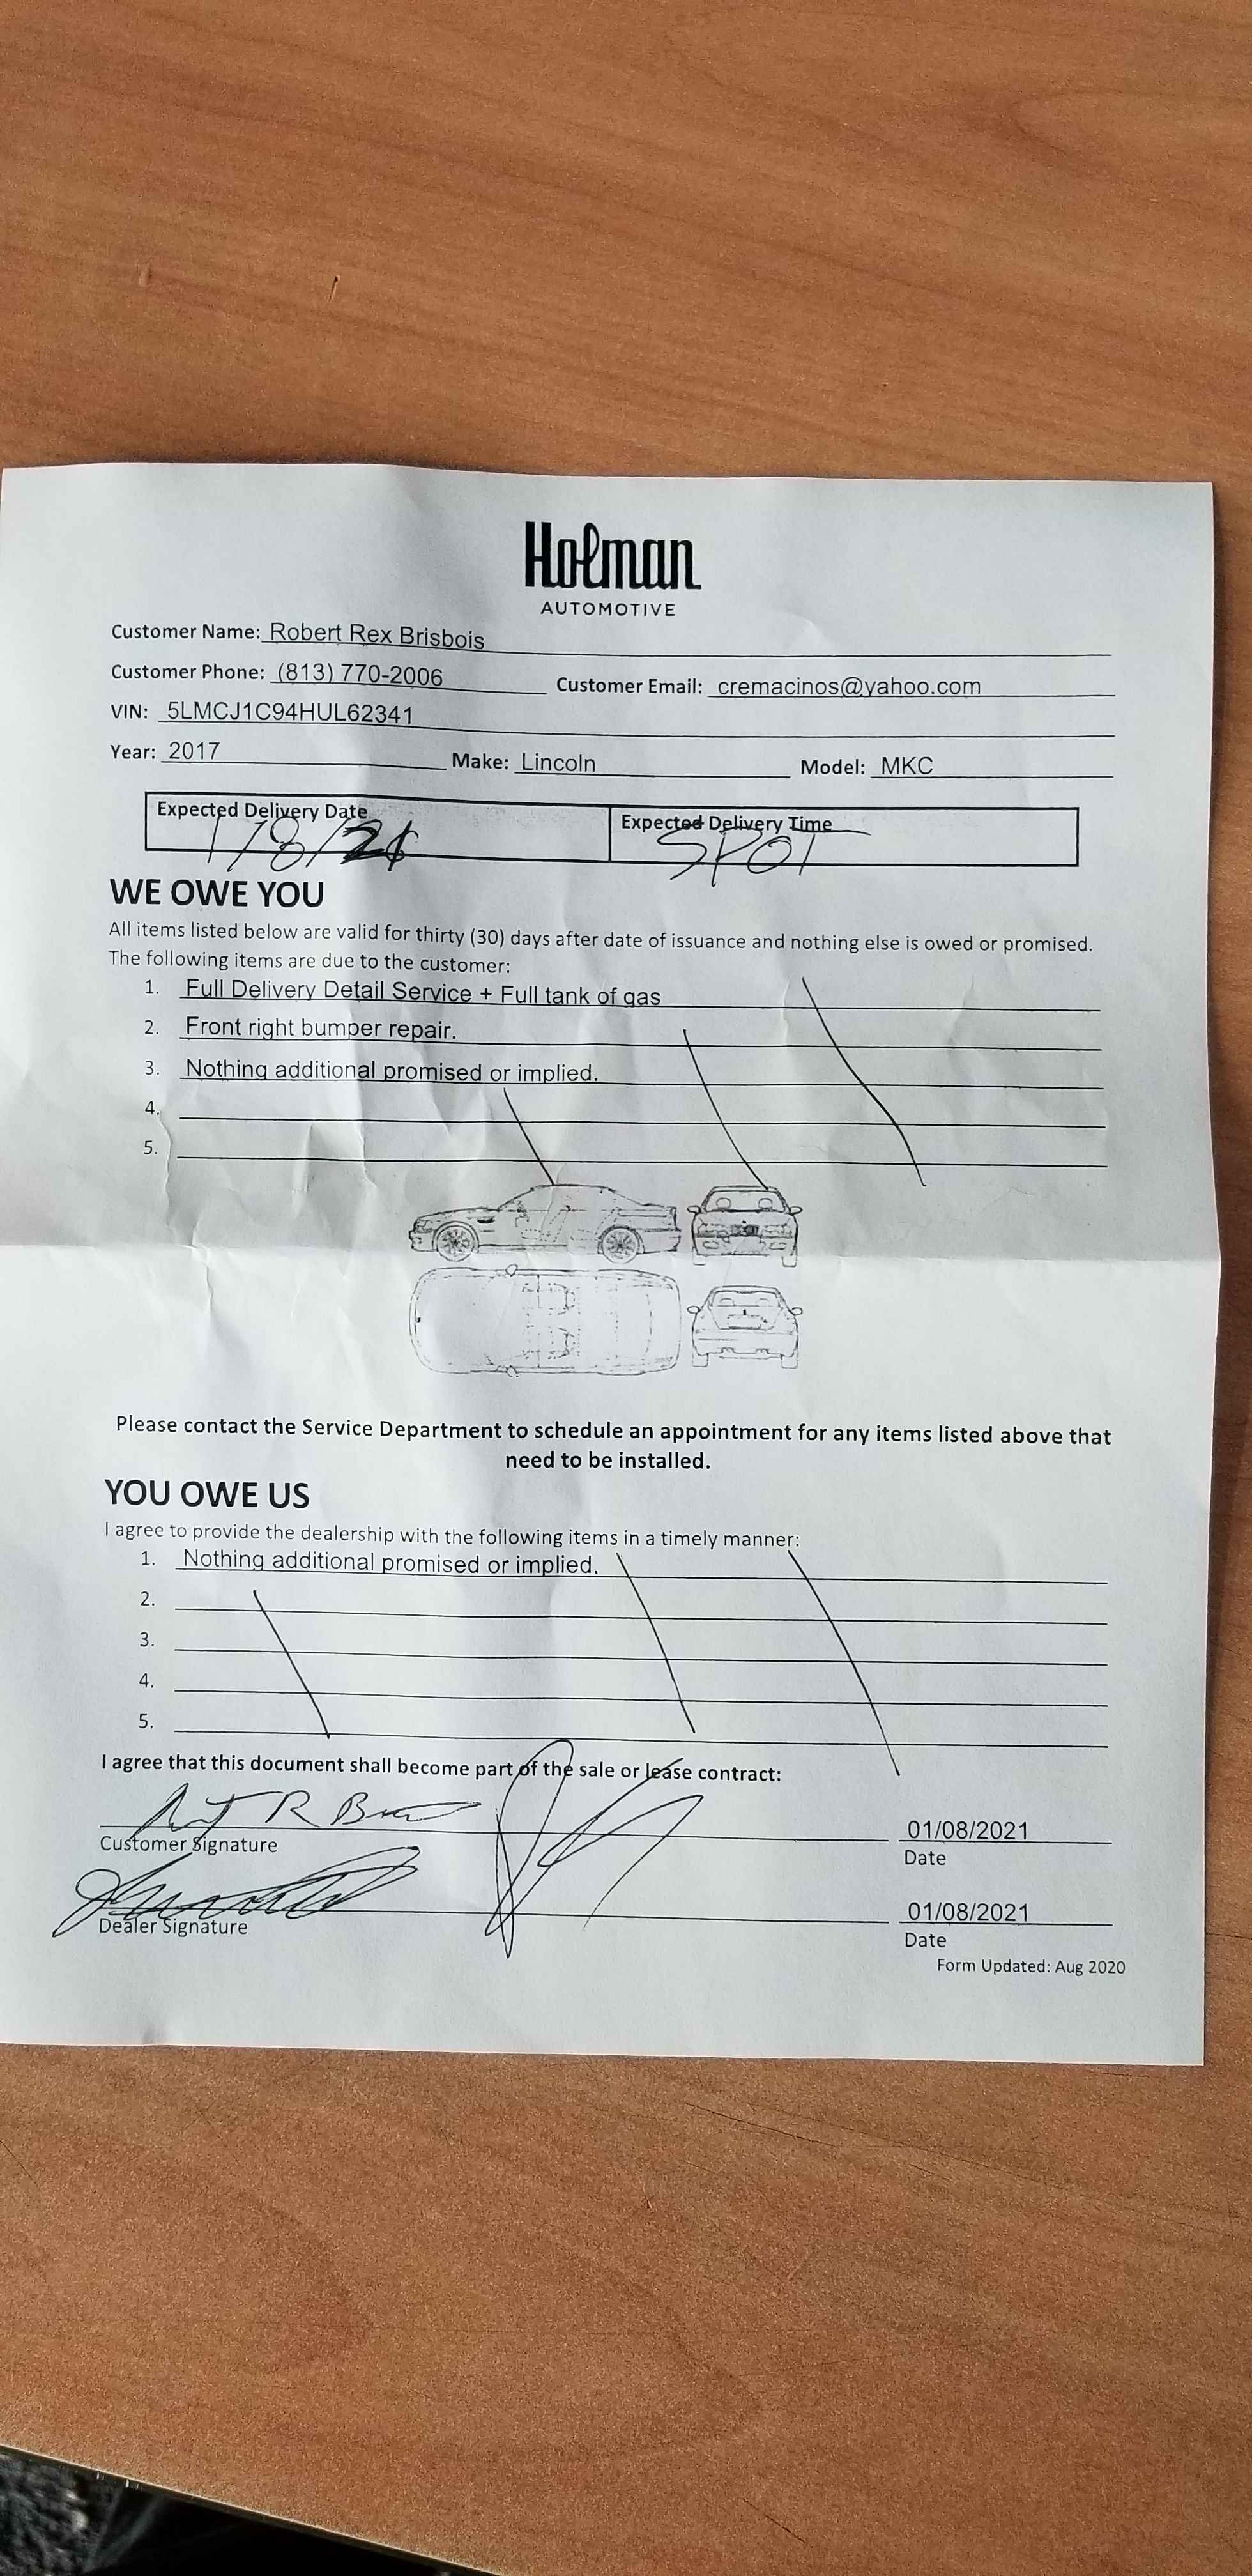 Holman
AUTOMOTIVE
Customer Name: Robert Rex Brisbois
Customer Phone: (813) 770-2006 Customer Email: cremacinos@yahoo.com
VIN: 5LMCJ1C94HUL62341
Year: 2017 Make: Lincoln Model: MKC
Expected Delivery Date Expected Delivery Time
1/8/21 SPOT
WE OWE YOU
All items listed below are valid for thirty (30) days after date of issuance and nothing else is owed or promised.
The following items are due to the customer:
1. Full Delivery Detail Service + Full tank of gas
2. Front right bumper repair.
3. Nothing additional promised or implied.
4.
5.
Please contact the Service Department to schedule an appointment for any items listed above that
need to be installed.
YOU OWE US
I agree to provide the dealership with the following items in a timely manner:
1. Nothing additional promised or implied.
2.
3.
4.
5.
I agree that this document shall become part of the sale or lease contract:
01/08/2021
Customer Signature Date
01/08/2021
Dealer Signature Date
Form Updated: Aug 2020